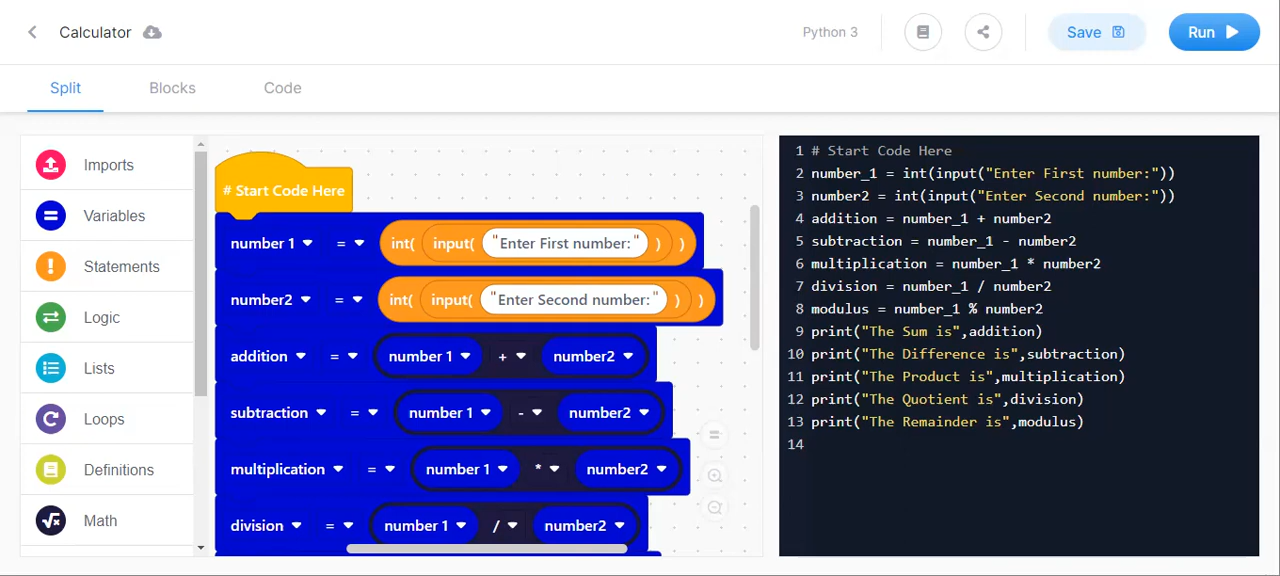 Calculator
Python 3
Save
Run
Split
Blocks
Code
Imports
Variables
Statements
Logic
Lists
Loops
Definitions
Math
# Start Code Here
number 1 = int( input( "Enter First number:" ) )
number2 = int( input( "Enter Second number:" ) )
addition = number 1 + number2
subtraction = number 1 - number2
multiplication = number 1 * number2
division = number 1 / number2
1 # Start Code Here
2 number_1 = int(input("Enter First number:"))
3 number2 = int(input("Enter Second number:"))
4 addition = number_1 + number2
5 subtraction = number_1 - number2
6 multiplication = number_1 * number2
7 division = number_1 / number2
8 modulus = number_1 % number2
9 print("The Sum is",addition)
10 print("The Difference is",subtraction)
11 print("The Product is",multiplication)
12 print("The Quotient is",division)
13 print("The Remainder is",modulus)
14